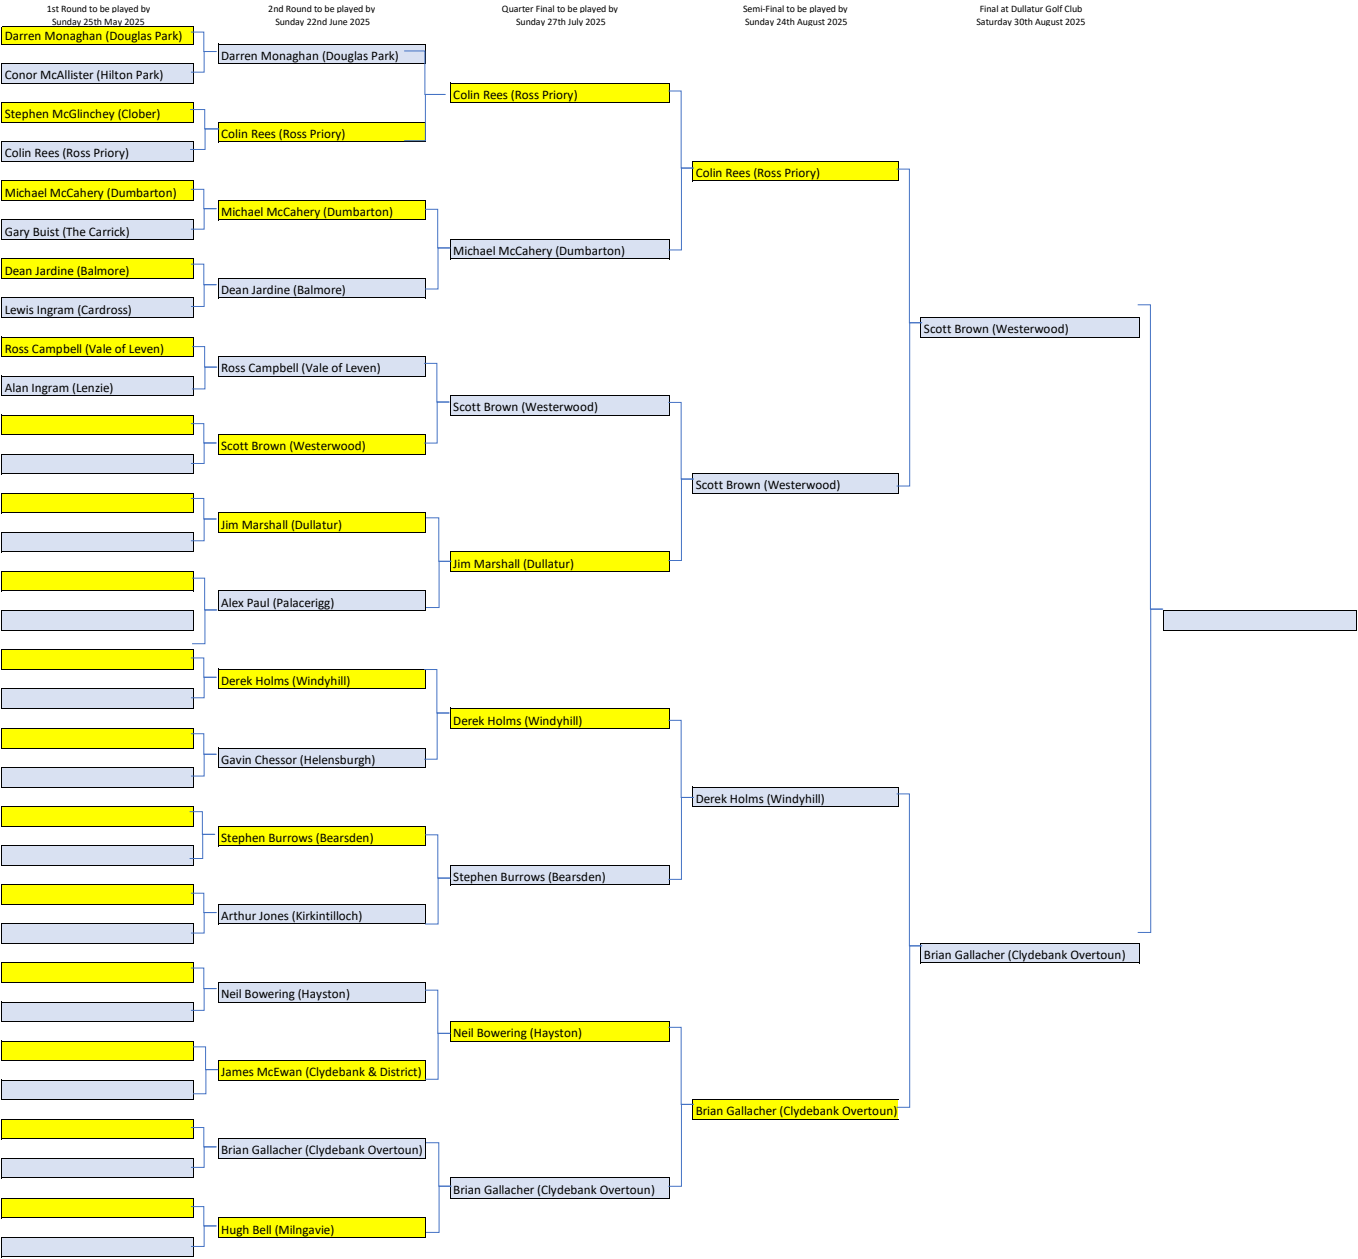 1st Round to be played by
Sunday 25th May 2025
2nd Round to be played by
Sunday 22nd June 2025
Quarter Final to be played by
Sunday 27th July 2025
Semi-Final to be played by
Sunday 24th August 2025
Final at Dullatur Golf Club
Saturday 30th August 2025
Darren Monaghan (Douglas Park)
Conor McAllister (Hilton Park)
Stephen McGlinchey (Clober)
Colin Rees (Ross Priory)
Michael McCahery (Dumbarton)
Gary Buist (The Carrick)
Dean Jardine (Balmore)
Lewis Ingram (Cardross)
Ross Campbell (Vale of Leven)
Alan Ingram (Lenzie)
Darren Monaghan (Douglas Park)
Colin Rees (Ross Priory)
Michael McCahery (Dumbarton)
Dean Jardine (Balmore)
Ross Campbell (Vale of Leven)
Scott Brown (Westerwood)
Jim Marshall (Dullatur)
Alex Paul (Palacerigg)
Derek Holms (Windyhill)
Gavin Chessor (Helensburgh)
Stephen Burrows (Bearsden)
Arthur Jones (Kirkintilloch)
Neil Bowering (Hayston)
James McEwan (Clydebank & District)
Brian Gallacher (Clydebank Overtoun)
Hugh Bell (Milngavie)
Colin Rees (Ross Priory)
Michael McCahery (Dumbarton)
Scott Brown (Westerwood)
Jim Marshall (Dullatur)
Derek Holms (Windyhill)
Stephen Burrows (Bearsden)
Neil Bowering (Hayston)
Brian Gallacher (Clydebank Overtoun)
Colin Rees (Ross Priory)
Scott Brown (Westerwood)
Derek Holms (Windyhill)
Brian Gallacher (Clydebank Overtoun)
Scott Brown (Westerwood)
Brian Gallacher (Clydebank Overtoun)